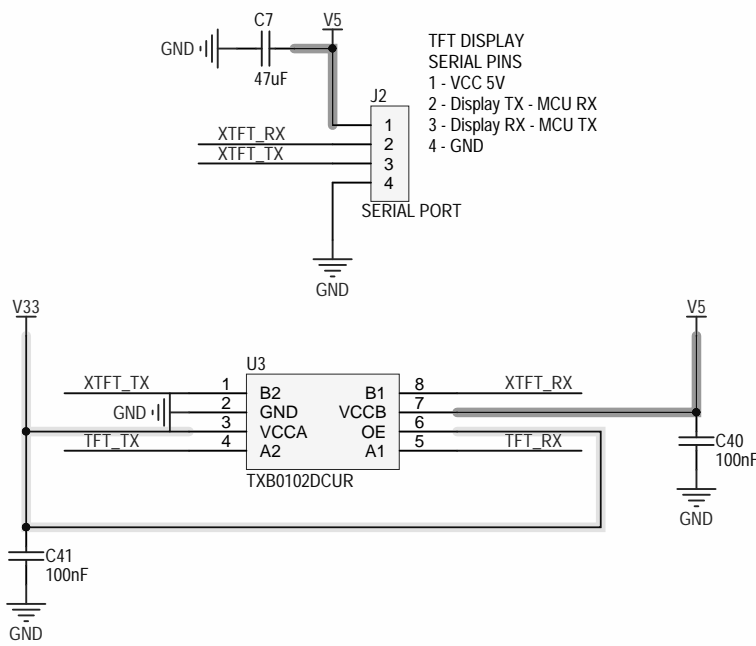 C7
V5
GND
47uF
TFT DISPLAY
SERIAL PINS
1 - VCC 5V
2 - Display TX - MCU RX
3 - Display RX - MCU TX
4 - GND
J2
1
XTFT_RX
2
XTFT_TX
3
4
SERIAL PORT
GND
V33
V5
U3
XTFT_TX 1 B2 B1 8 XTFT_RX
GND 2 GND VCCB 7
3 VCCA OE 6
TFT_TX 4 A2 A1 5 TFT_RX
TXB0102DCUR
C40
100nF
GND
C41
100nF
GND